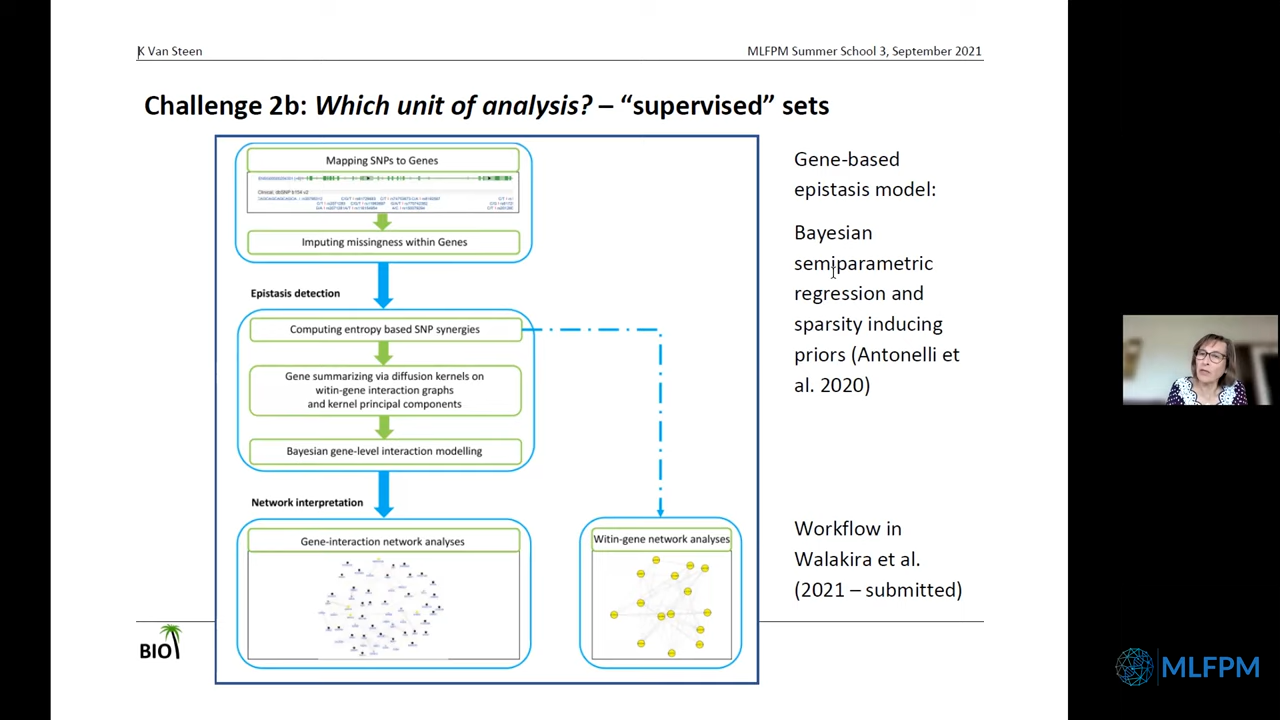 K Van Steen
MLFPM Summer School 3, September 2021
Challenge 2b: Which unit of analysis? – “supervised” sets
Mapping SNPs to Genes
Imputing missingness within Genes
Epistasis detection
Computing entropy based SNP synergies
Gene summarizing via diffusion kernels on
witin-gene interaction graphs
and kernel principal components
Bayesian gene-level interaction modelling
Network interpretation
Gene-interaction network analyses
Witin-gene network analyses
Gene-based
epistasis model:
Bayesian
semiparametric
regression and
sparsity inducing
priors (Antonelli et
al. 2020)
Workflow in
Walakira et al.
(2021 – submitted)
BIO
MLFPM